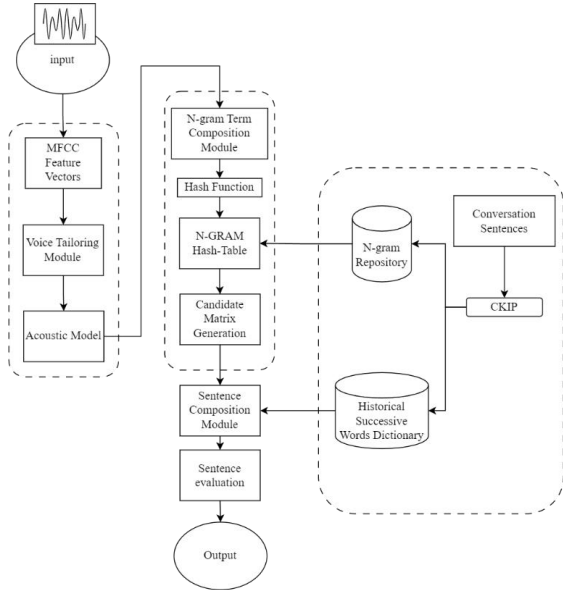 input
MFCC
Feature
Vectors
Voice Tailoring
Module
Acoustic Model
N-gram Term
Composition
Module
Hash Function
N-GRAM
Hash-Table
Candidate
Matrix
Generation
Sentence
Composition
Module
Sentence
evaluation
Output
N-gram
Repository
Conversation
Sentences
CKIP
Historical
Successive
Words Dictionary